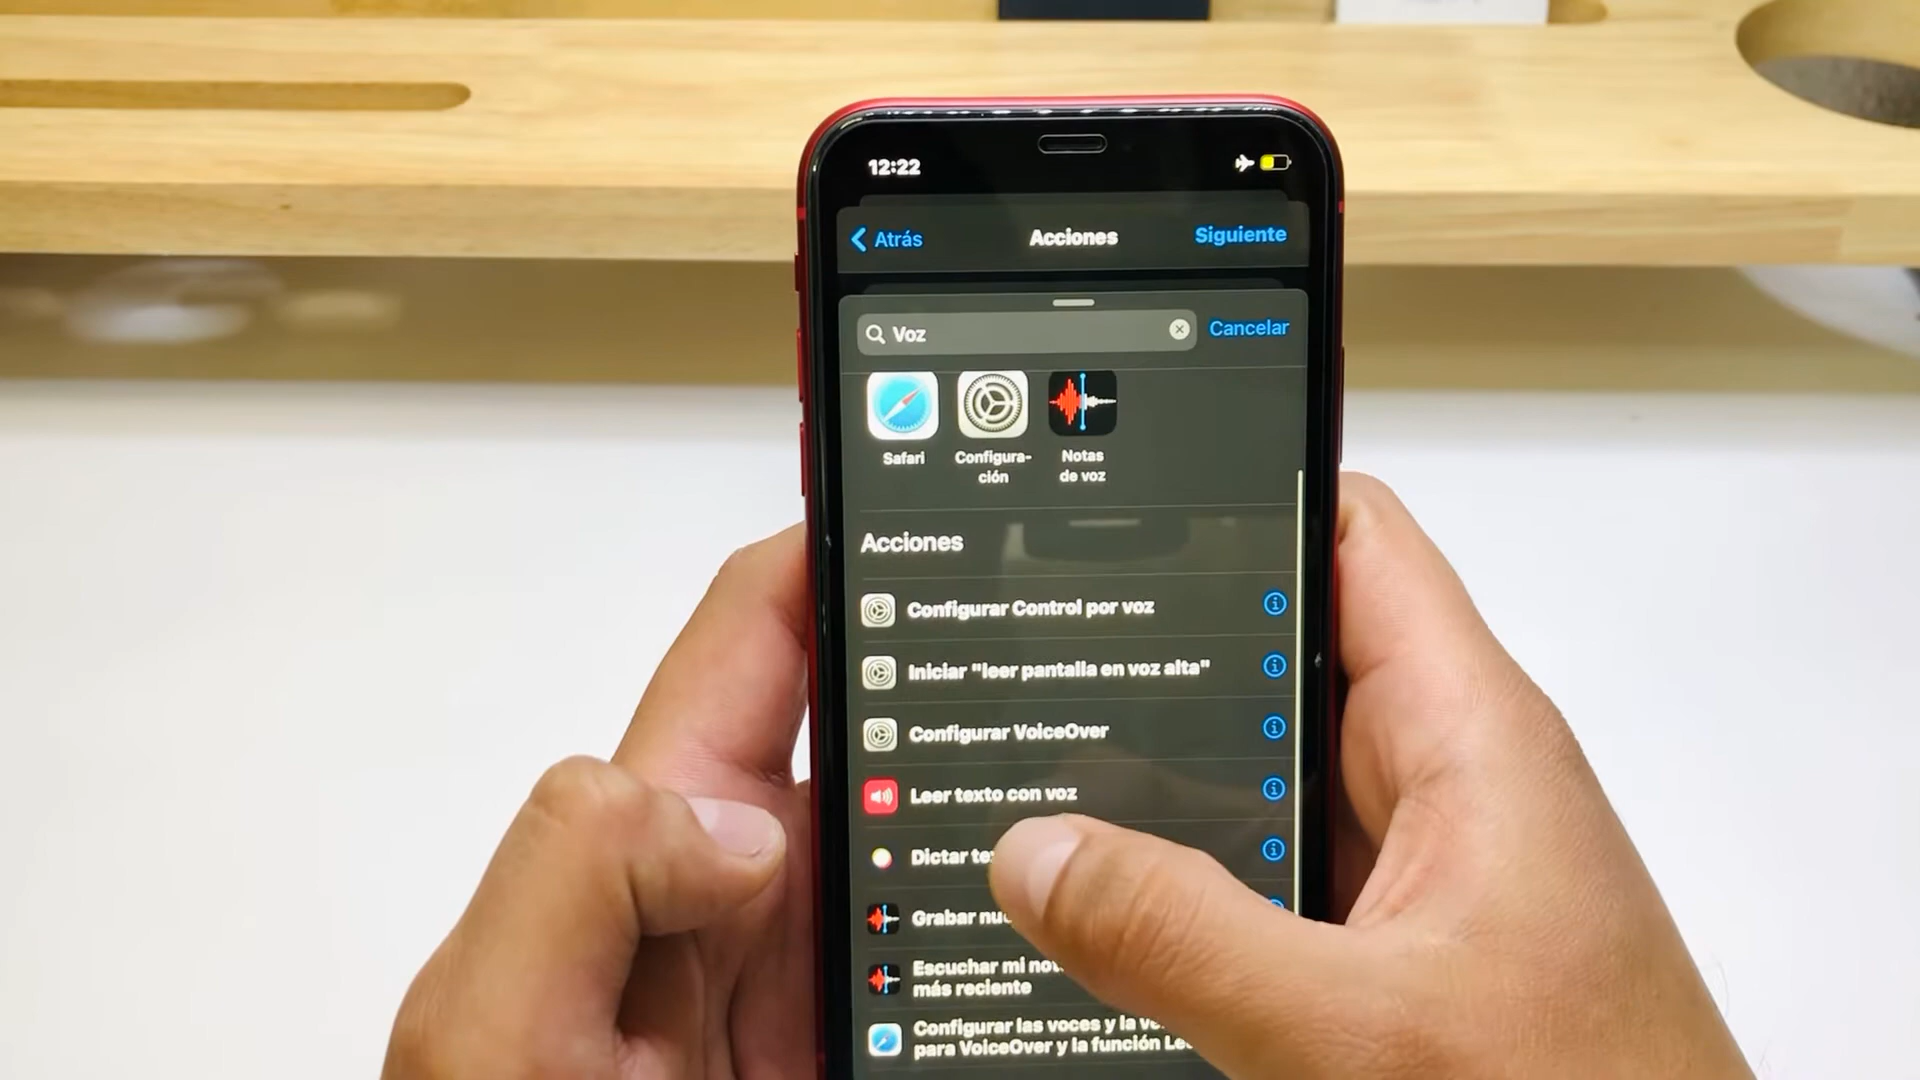 12:22
Atrás
Acciones
Siguiente
Voz
Cancelar
Safari
Configura-
ción
Notas
de voz
Acciones
Configurar Control por voz
Iniciar "leer pantalla en voz alta"
Configurar VoiceOver
Leer texto con voz
Dictar
Grabar
Escuchar mi
más reciente
Configurar las voces y la
para VoiceOver y la función